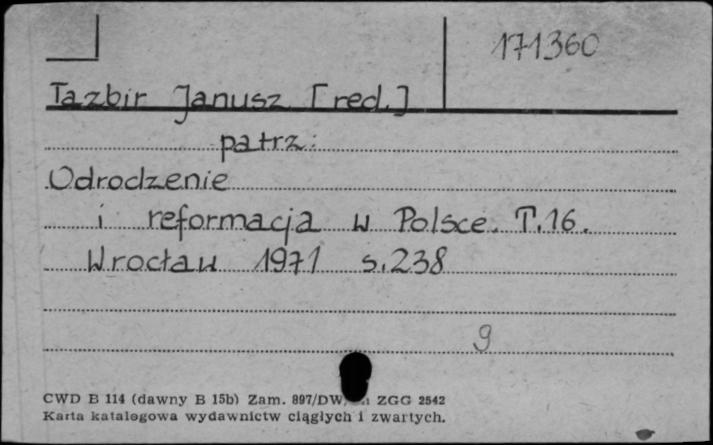 171360
Tazbir Janusz [red.]
patrz:
Odrodzenie
i reformacja w Polsce. T.16.
Wrocław 1971 s.238
9
CWD B 114 (dawny B 15b) Zam. 897/DW ZGG 2542
Karta katalogowa wydawnictw ciągłych i zwartych.